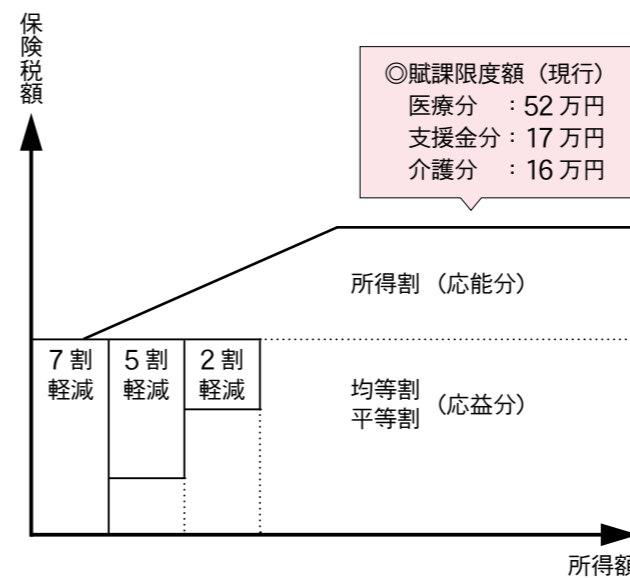 保険税額
◎賦課限度額（現行）
医療分　：52万円
支援金分：17万円
介護分　：16万円
所得割（応能分）
7割
軽減
5割
軽減
2割
軽減
均等割
平等割
（応益分）
所得額